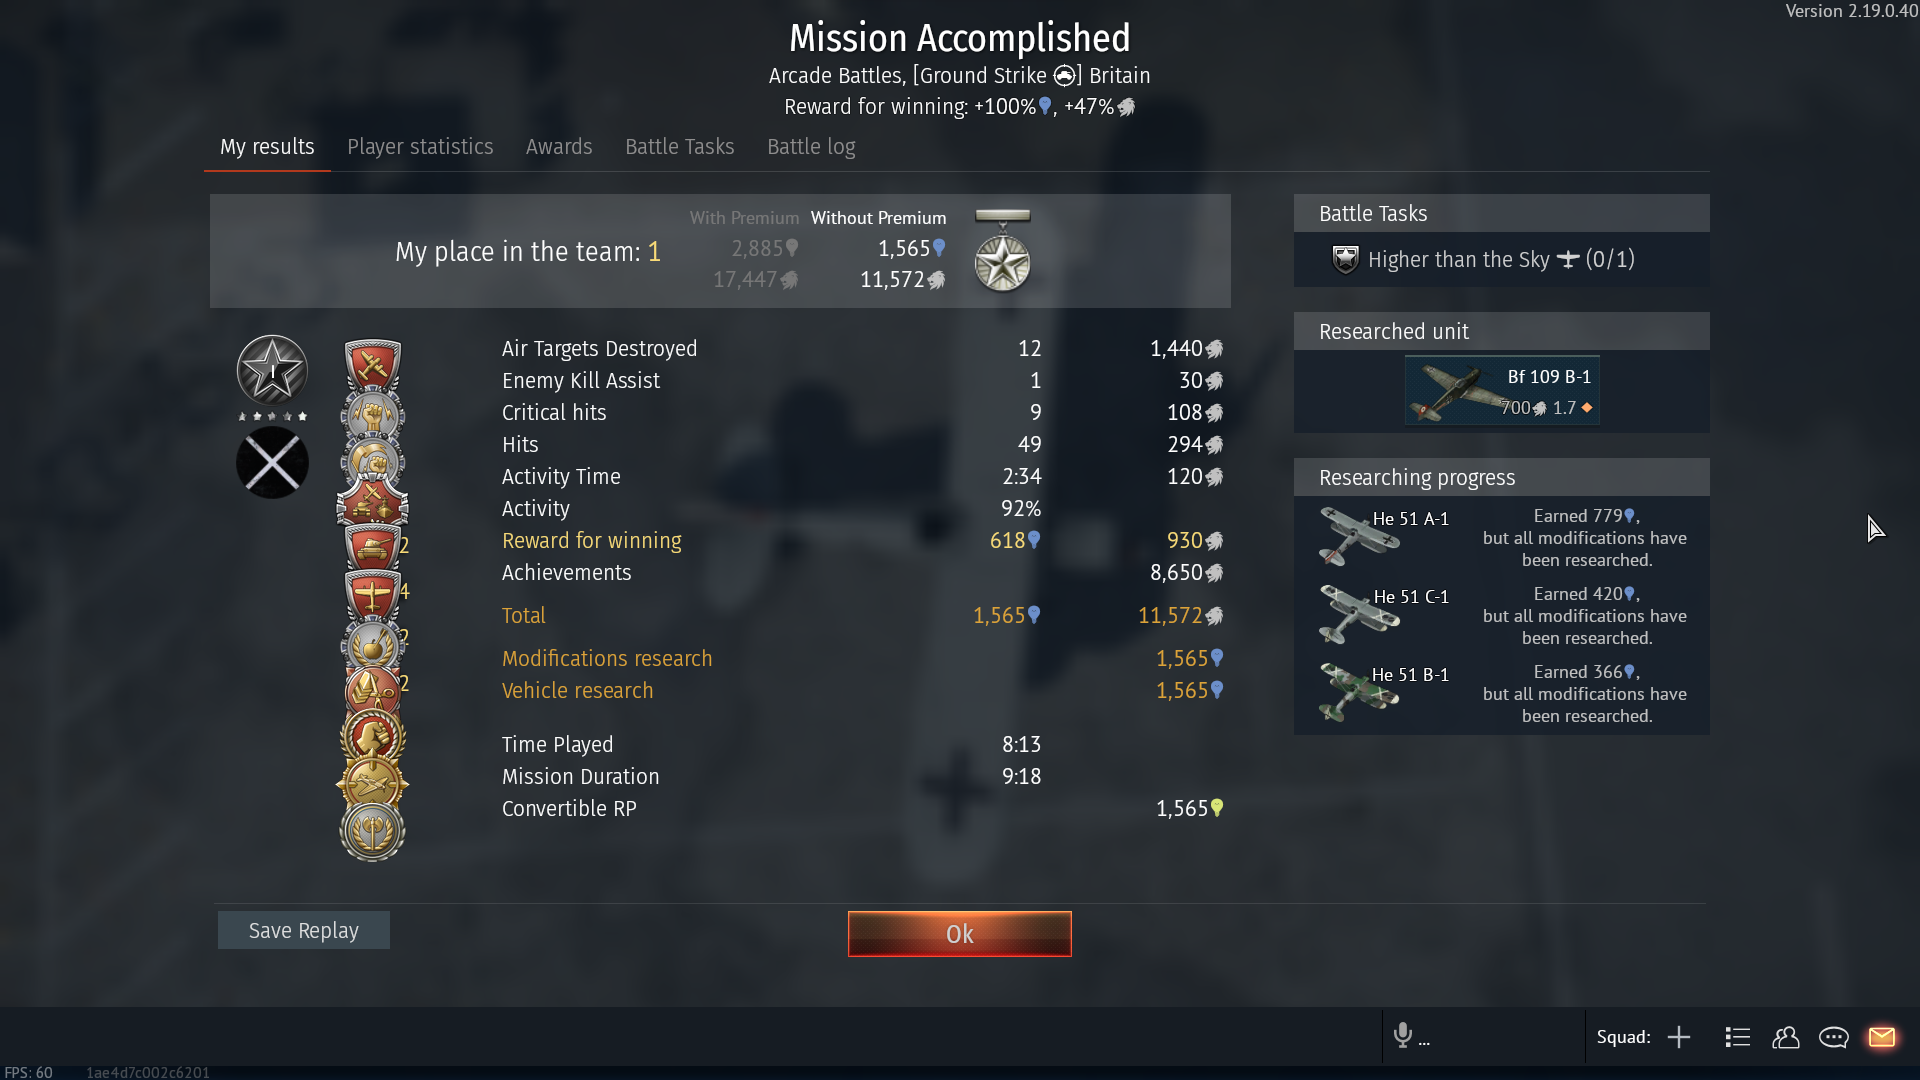 Version 2.19.0.40
Mission Accomplished
Arcade Battles, [Ground Strike ] Britain
Reward for winning: +100% , +47%
My results Player statistics Awards Battle Tasks Battle log
With Premium Without Premium
My place in the team: 1
2,885 1,565
17,447 11,572
I
2
4
2
2
Air Targets Destroyed 12 1,440
Enemy Kill Assist 1 30
Critical hits 9 108
Hits 49 294
Activity Time 2:34 120
Activity 92%
Reward for winning 618 930
Achievements 8,650
Total 1,565 11,572
Modifications research 1,565
Vehicle research 1,565
Time Played 8:13
Mission Duration 9:18
Convertible RP 1,565
Battle Tasks
Higher than the Sky (0/1)
Researched unit
Bf 109 B-1
700 1.7
Researching progress
He 51 A-1
Earned 779 ,
but all modifications have
been researched.
He 51 C-1
Earned 420 ,
but all modifications have
been researched.
He 51 B-1
Earned 366 ,
but all modifications have
been researched.
Save Replay
Ok
...
Squad:
FPS: 60 1ae4d7c002c6201